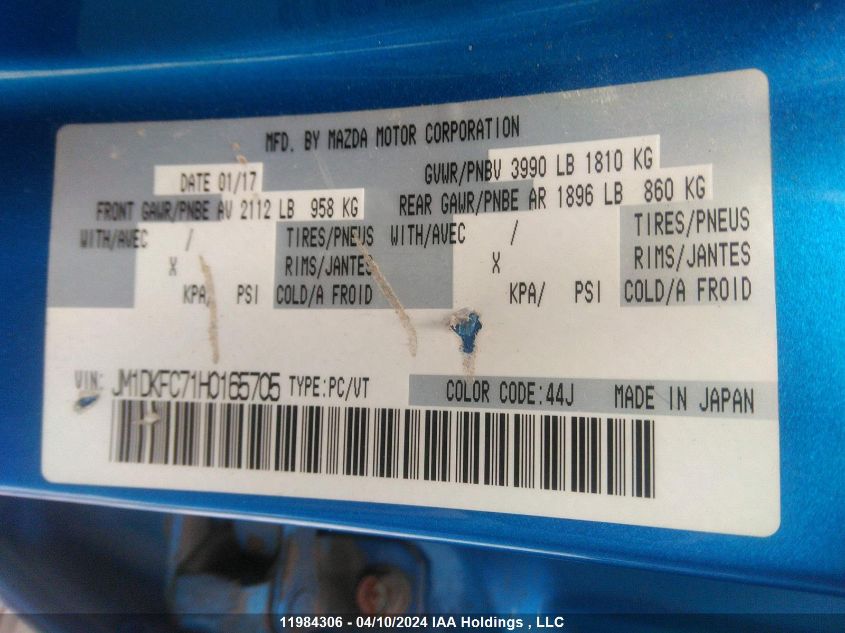 MFD. BY MAZDA MOTOR CORPORATION
DATE 01/17 GVWR/PNBV 3990 LB 1810 KG
FRONT GAWR/PNBE AV 2112 LB 958 KG REAR GAWR/PNBE AR 1896 LB 860 KG
WITH/AVEC / TIRES/PNEUS WITH/AVEC / TIRES/PNEUS
X RIMS/JANTES X RIMS/JANTES
KPA/ PSI COLD/A FROID KPA/ PSI COLD/A FROID
VIN: JM1DKFC71H0165705 TYPE:PC/VT COLOR CODE:44J MADE IN JAPAN
11984306 - 04/10/2024 IAA Holdings , LLC